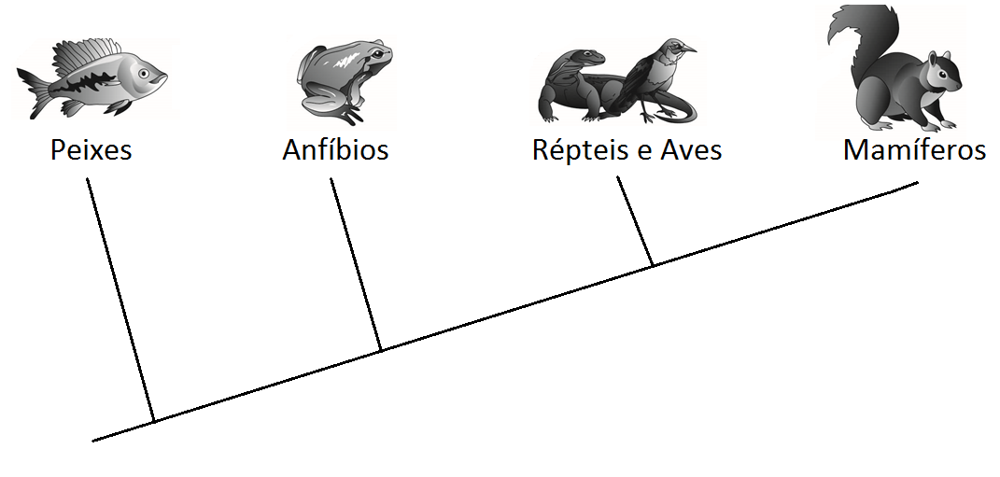 Peixes
Anfíbios
Répteis e Aves
Mamíferos